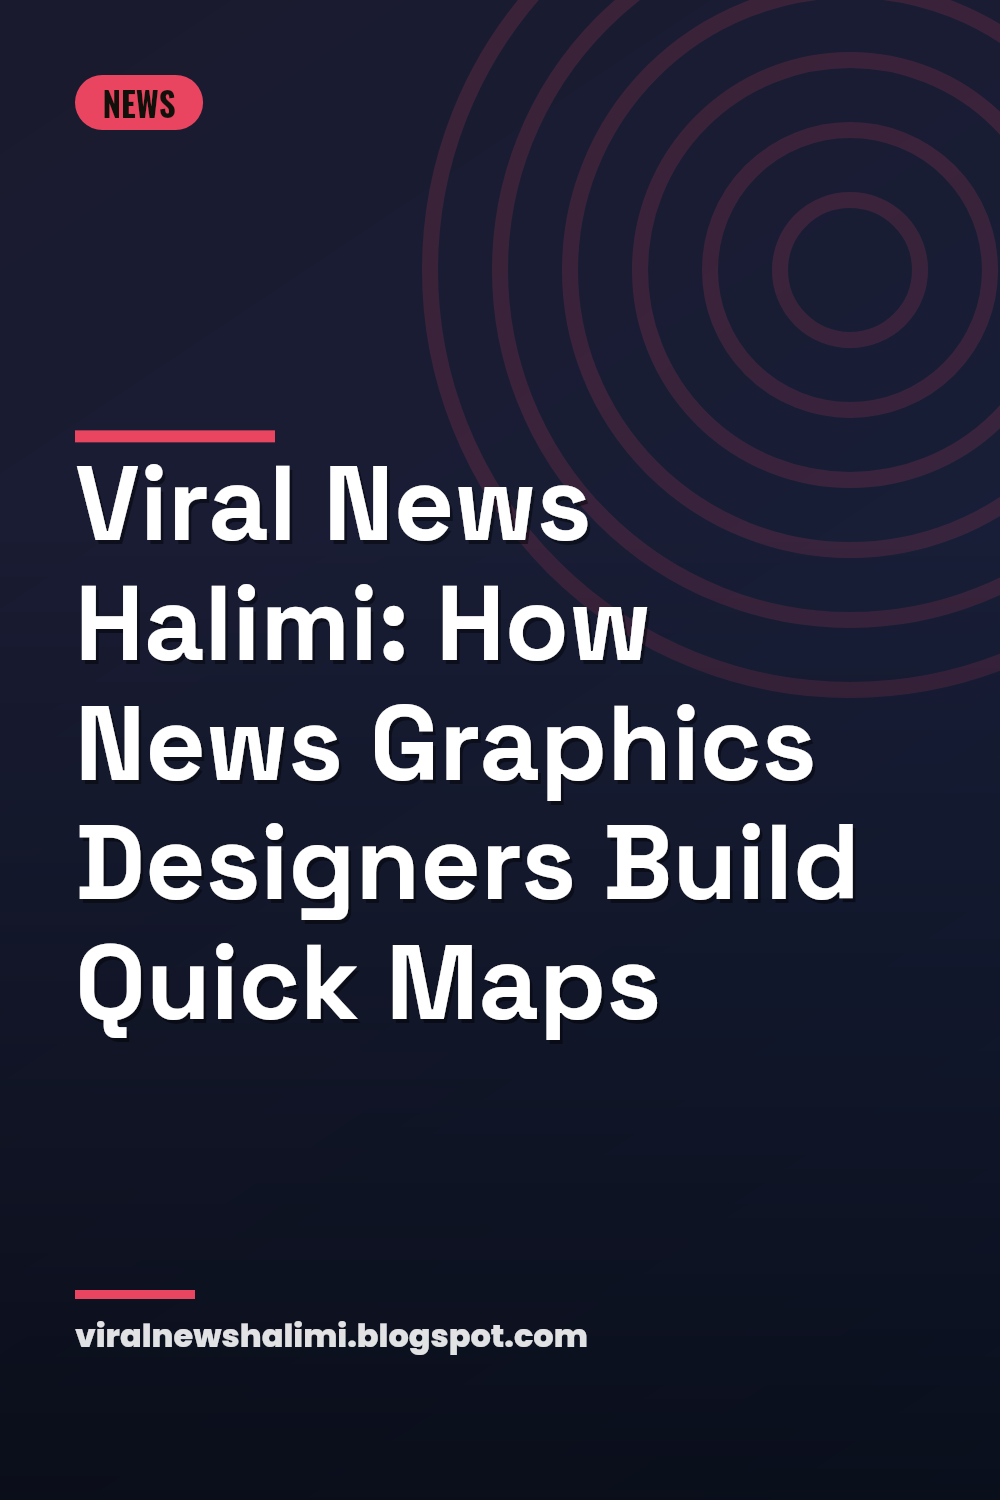 NEWS
Viral News
Halimi: How
News Graphics
Designers Build
Quick Maps
viralnewshalimi.blogspot.com